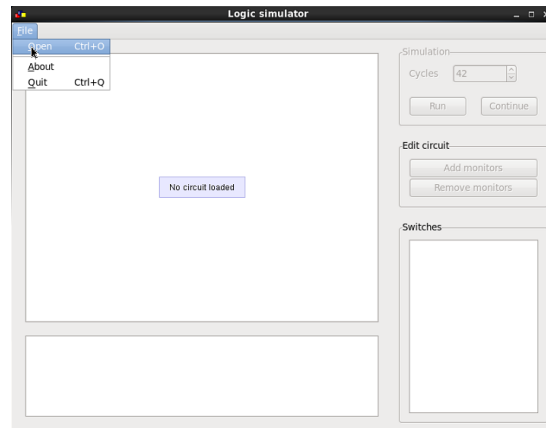 Logic simulator
File
Open Ctrl+O
About
Quit Ctrl+Q
No circuit loaded
Simulation
Cycles 42
Run Continue
Edit circuit
Add monitors
Remove monitors
Switches